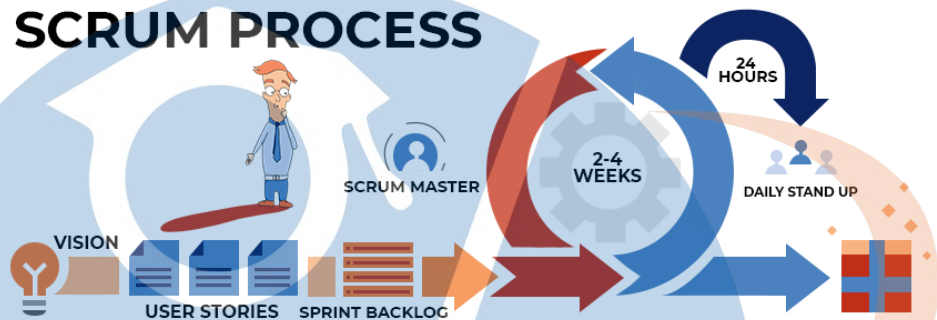 SCRUM PROCESS
24
HOURS
2-4
WEEKS
SCRUM MASTER
DAILY STAND UP
VISION
USER STORIES
SPRINT BACKLOG